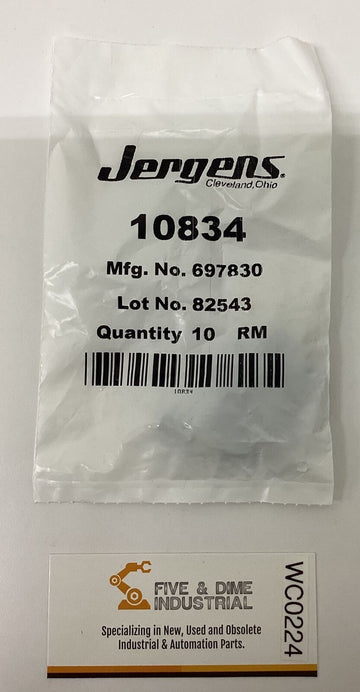 Jergens®
Cleveland, Ohio
10834
Mfg. No. 697830
Lot No. 82543
Quantity 10 RM
10834
FIVE & DIME
INDUSTRIAL
Specializing in New, Used and Obsolete
Industrial & Automation Parts.
WC0224